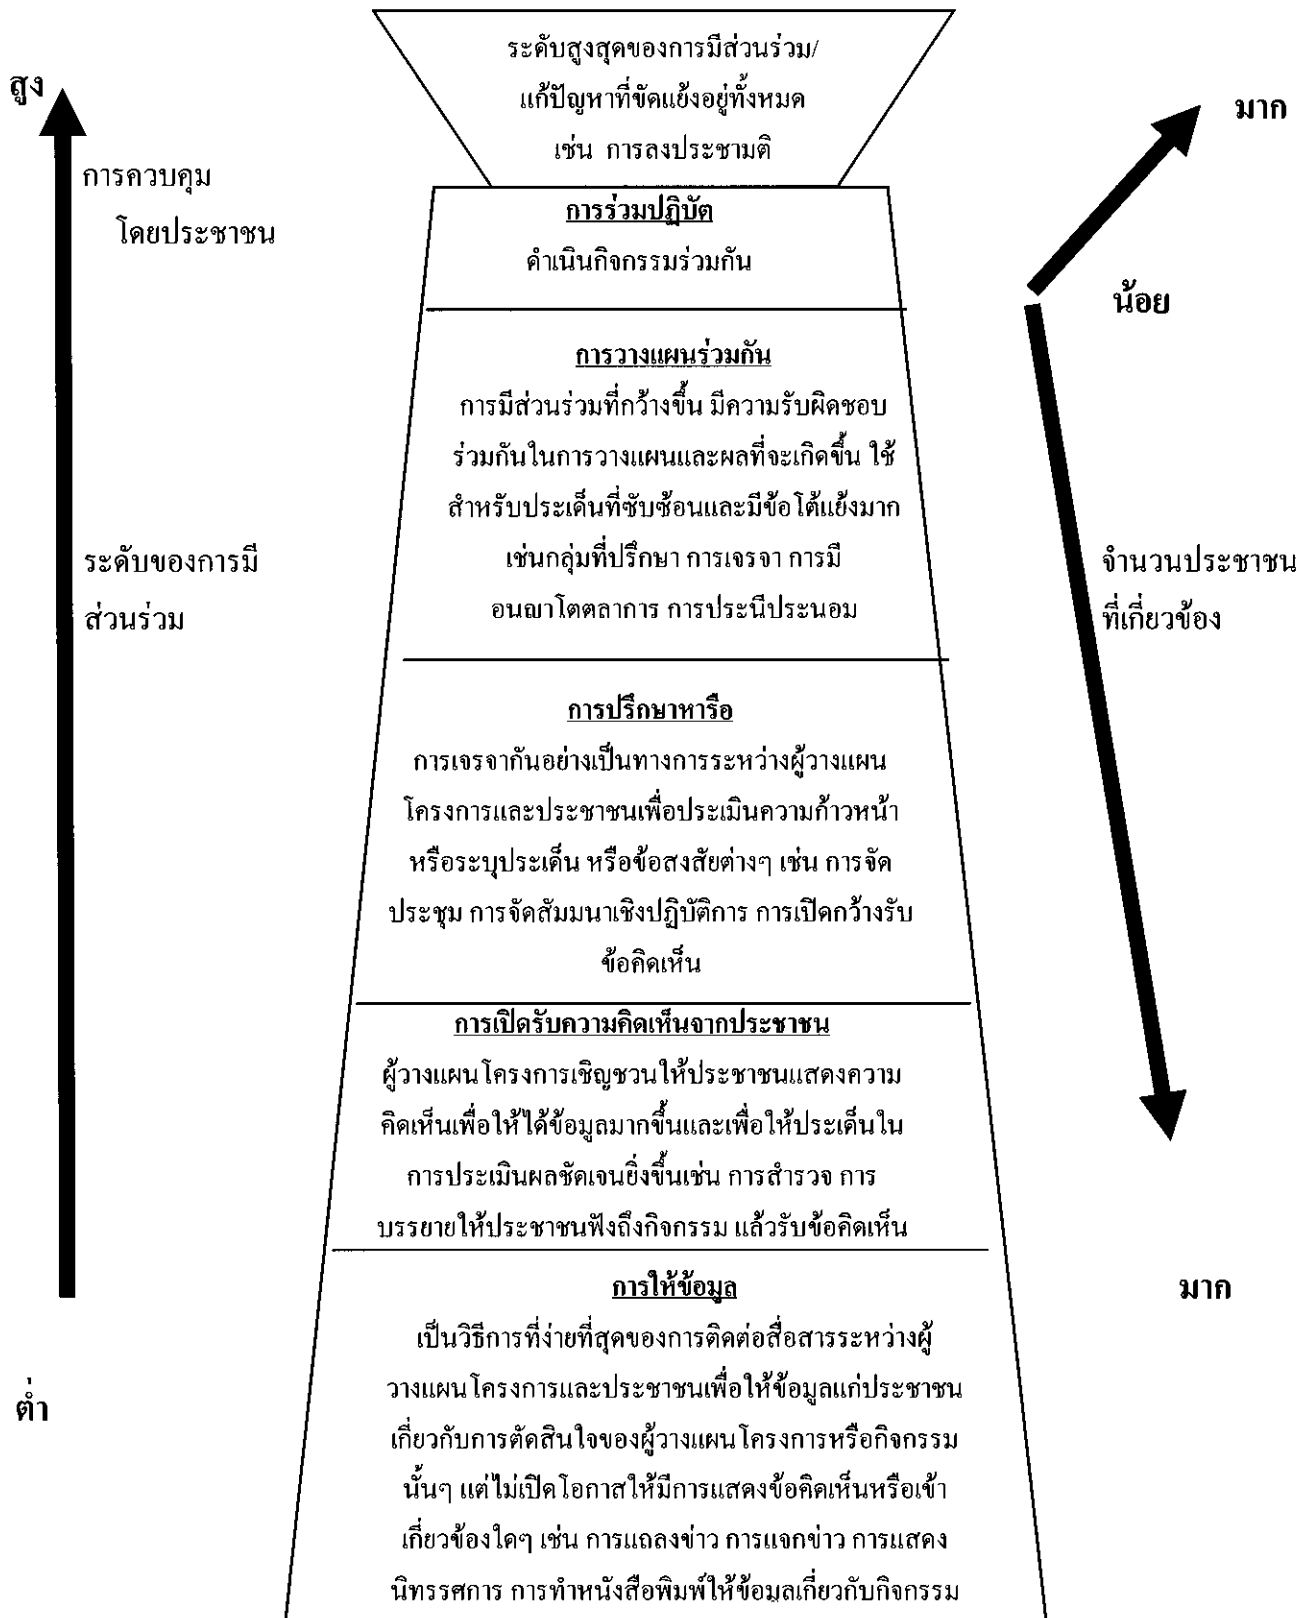 ระดับสูงสุดของการมีส่วนร่วม/
แก้ปัญหาที่ขัดแย้งอยู่ทั้งหมด
เช่น การลงประชามติ
สูง
การควบคุม
โดยประชาชน
มาก
การร่วมปฏิบัต
ดำเนินกิจกรรมร่วมกัน
น้อย
การวางแผนร่วมกัน
การมีส่วนร่วมที่กว้างขึ้น มีความรับผิดชอบ
ร่วมกันในการวางแผนและผลที่จะเกิดขึ้น ใช้
สำหรับประเด็นที่ซับซ้อนและมีข้อโต้แย้งมาก
เช่นกลุ่มที่ปรึกษา การเจรจา การมี
อนุญาโตตุลาการ การประนีประนอม
ระดับของการมี
ส่วนร่วม
จำนวนประชาชน
ที่เกี่ยวข้อง
การปรึกษาหารือ
การเจรจากันอย่างเป็นทางการระหว่างผู้วางแผน
โครงการและประชาชนเพื่อประเมินความก้าวหน้า
หรือระบุประเด็น หรือข้อสงสัยต่างๆ เช่น การจัด
ประชุม การจัดสัมมนาเชิงปฏิบัติการ การเปิดกว้างรับ
ข้อคิดเห็น
การเปิดรับความคิดเห็นจากประชาชน
ผู้วางแผนโครงการเชิญชวนให้ประชาชนแสดงความ
คิดเห็นเพื่อให้ได้ข้อมูลมากขึ้นและเพื่อให้ประเด็นใน
การประเมินผลชัดเจนยิ่งขึ้นเช่น การสำรวจ การ
บรรยายให้ประชาชนฟังถึงกิจกรรม แล้วรับข้อคิดเห็น
การให้ข้อมูล
เป็นวิธีการที่ง่ายที่สุดของการติดต่อสื่อสารระหว่างผู้
วางแผนโครงการและประชาชนเพื่อให้ข้อมูลแก่ประชาชน
เกี่ยวกับการตัดสินใจของผู้วางแผนโครงการหรือกิจกรรม
นั้นๆ แต่ไม่เปิดโอกาสให้มีการแสดงข้อคิดเห็นหรือเข้า
เกี่ยวข้องใดๆ เช่น การแถลงข่าว การแจกข่าว การแสดง
นิทรรศการ การทำหนังสือพิมพ์ให้ข้อมูลเกี่ยวกับกิจกรรม
มาก
ต่ำ